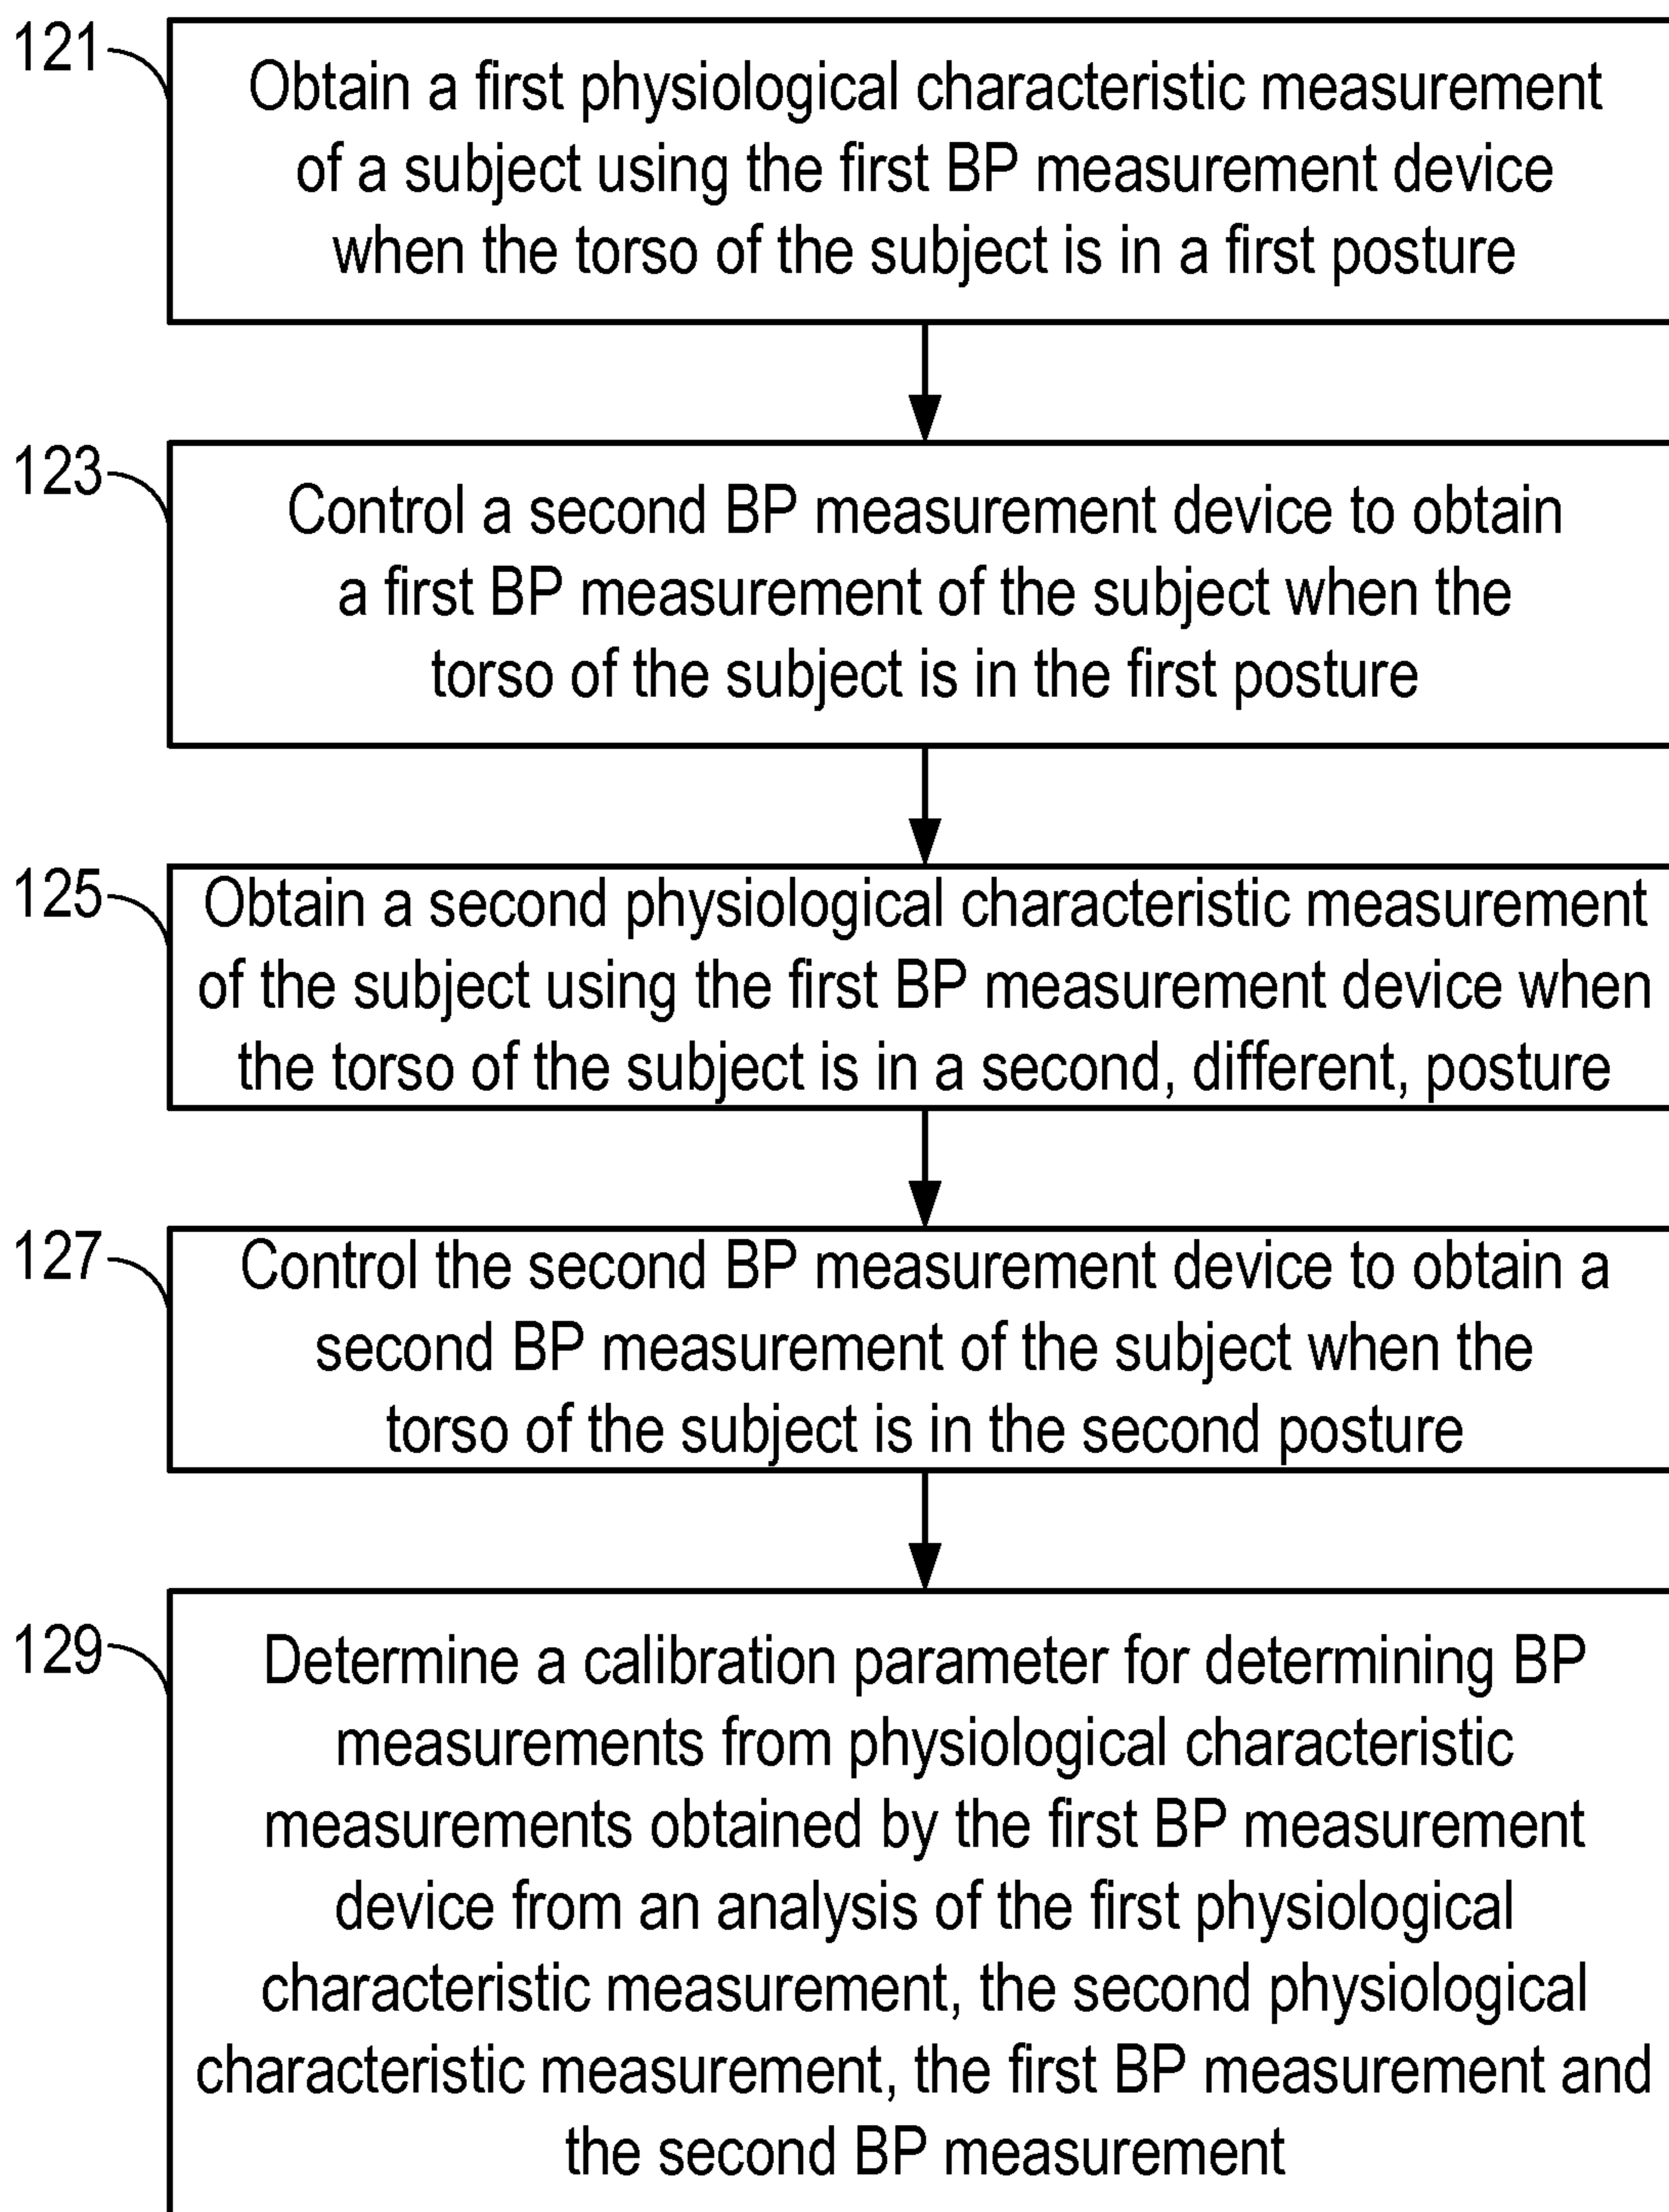 121
Obtain a first physiological characteristic measurement
of a subject using the first BP measurement device
when the torso of the subject is in a first posture
123
Control a second BP measurement device to obtain
a first BP measurement of the subject when the
torso of the subject is in the first posture
125
Obtain a second physiological characteristic measurement
of the subject using the first BP measurement device when
the torso of the subject is in a second, different, posture
127
Control the second BP measurement device to obtain a
second BP measurement of the subject when the
torso of the subject is in the second posture
129
Determine a calibration parameter for determining BP
measurements from physiological characteristic
measurements obtained by the first BP measurement
device from an analysis of the first physiological
characteristic measurement, the second physiological
characteristic measurement, the first BP measurement and
the second BP measurement